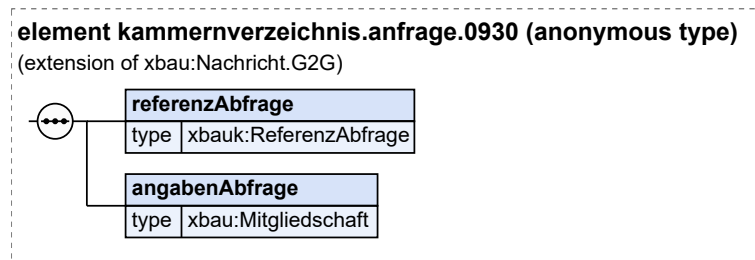 element kammernverzeichnis.anfrage.0930 (anonymous type)
(extension of xbau:Nachricht.G2G)
referenzAbfrage
type xbauk:ReferenzAbfrage
angabenAbfrage
type xbau:Mitgliedschaft